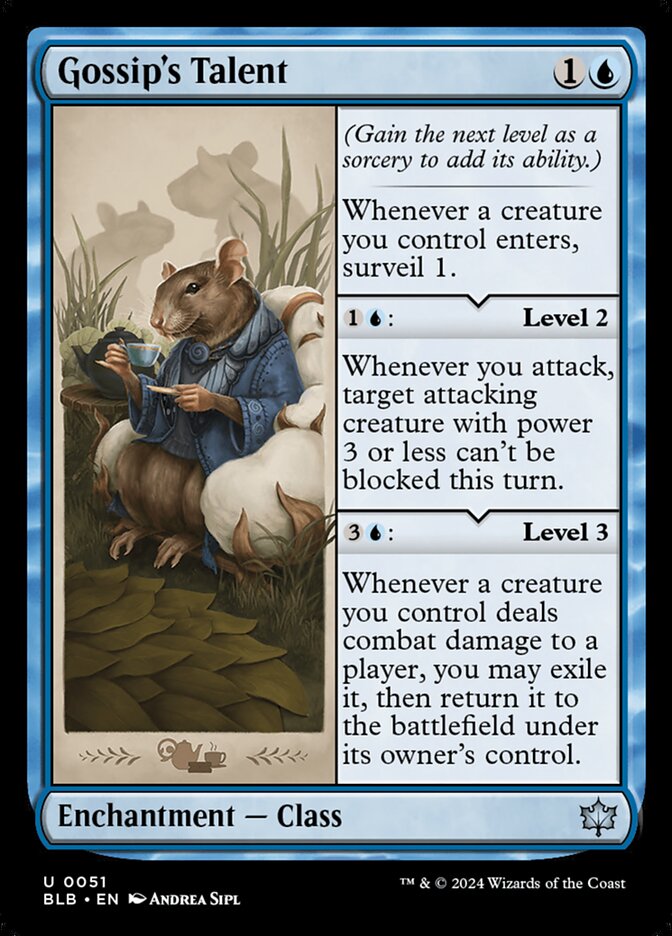 Gossip's Talent 1
(Gain the next level as a
sorcery to add its ability.)
Whenever a creature
you control enters,
surveil 1.
1 : Level 2
Whenever you attack,
target attacking
creature with power
3 or less can't be
blocked this turn.
3 : Level 3
Whenever a creature
you control deals
combat damage to a
player, you may exile
it, then return it to
the battlefield under
its owner's control.
Enchantment — Class
U 0051
BLB • EN Andrea Sipl
™ & © 2024 Wizards of the Coast